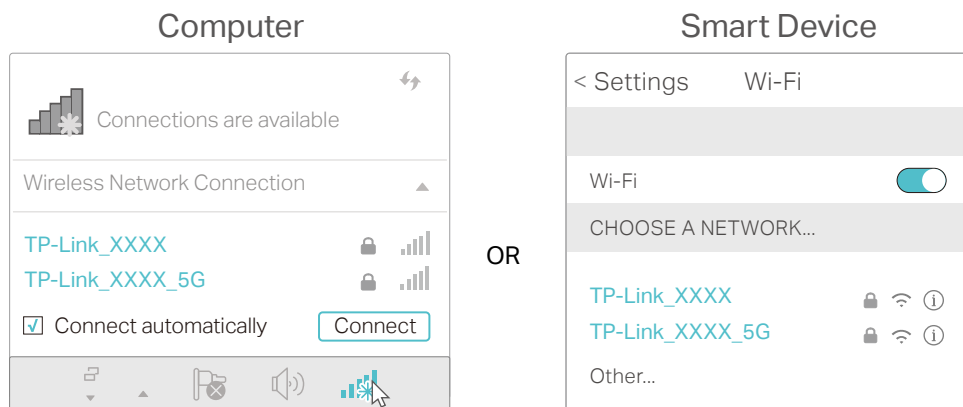 Computer
Connections are available
Wireless Network Connection
TP-Link_XXXX
TP-Link_XXXX_5G
Connect automatically
Connect
OR
Smart Device
< Settings Wi-Fi
Wi-Fi
CHOOSE A NETWORK...
TP-Link_XXXX
TP-Link_XXXX_5G
Other...